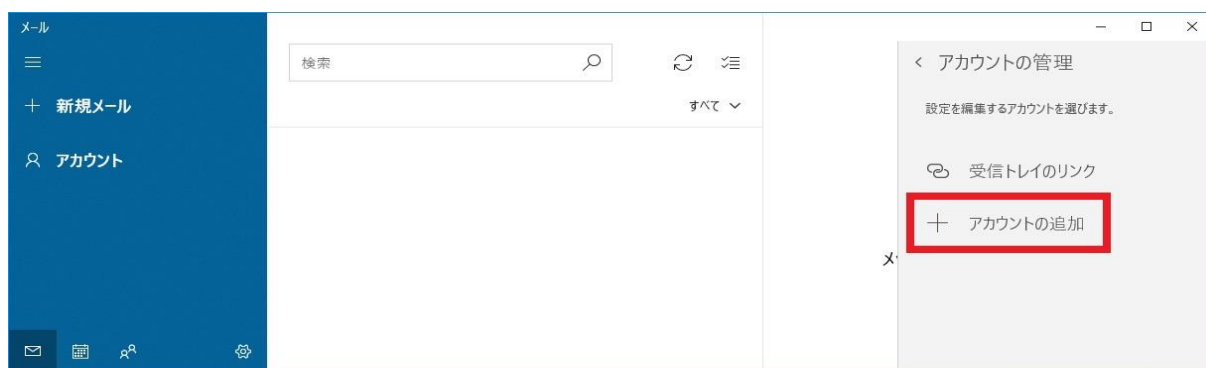 メール
新規メール
アカウント
検索
すべて
アカウントの管理
設定を編集するアカウントを選びます。
受信トレイのリンク
アカウントの追加